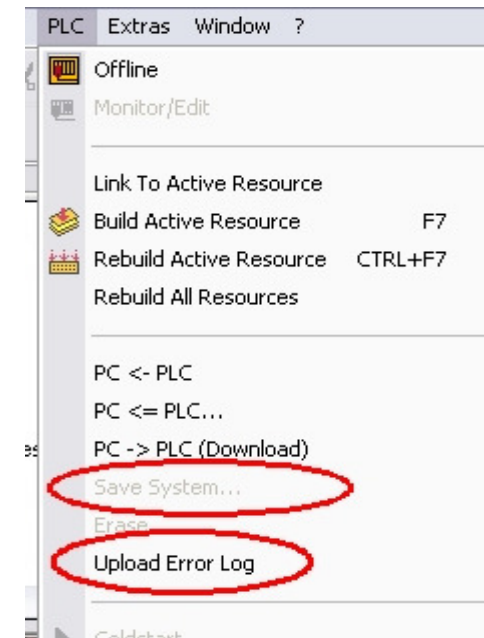 PLC Extras Window ?
Offline
Monitor/Edit
Link To Active Resource
Build Active Resource F7
Rebuild Active Resource CTRL+F7
Rebuild All Resources
PC <- PLC
PC <= PLC...
PC -> PLC (Download)
Save System...
Erase...
Upload Error Log
Coldstart